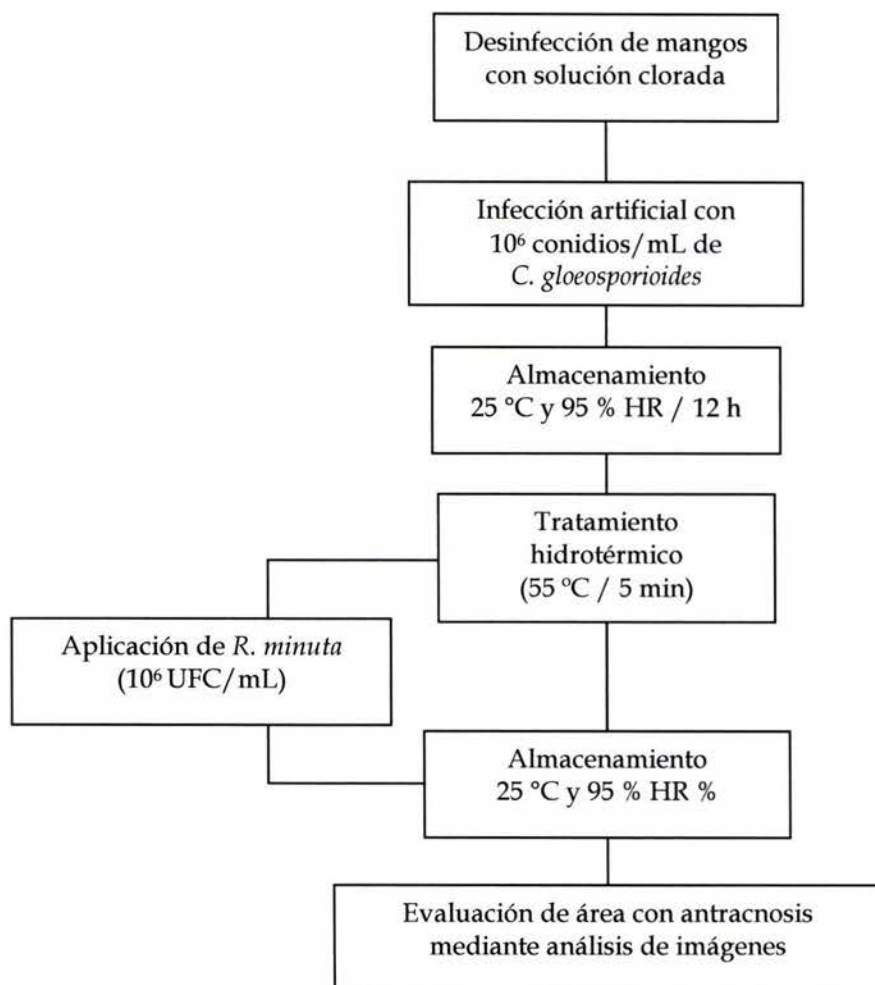 Desinfección de mangos
con solución clorada
Infección artificial con
10⁶ conidios/mL de
C. gloeosporioides
Almacenamiento
25 °C y 95 % HR / 12 h
Tratamiento
hidrotérmico
(55 ºC / 5 min)
Aplicación de R. minuta
(10⁶ UFC/mL)
Almacenamiento
25 °C y 95 % HR %
Evaluación de área con antracnosis
mediante análisis de imágenes